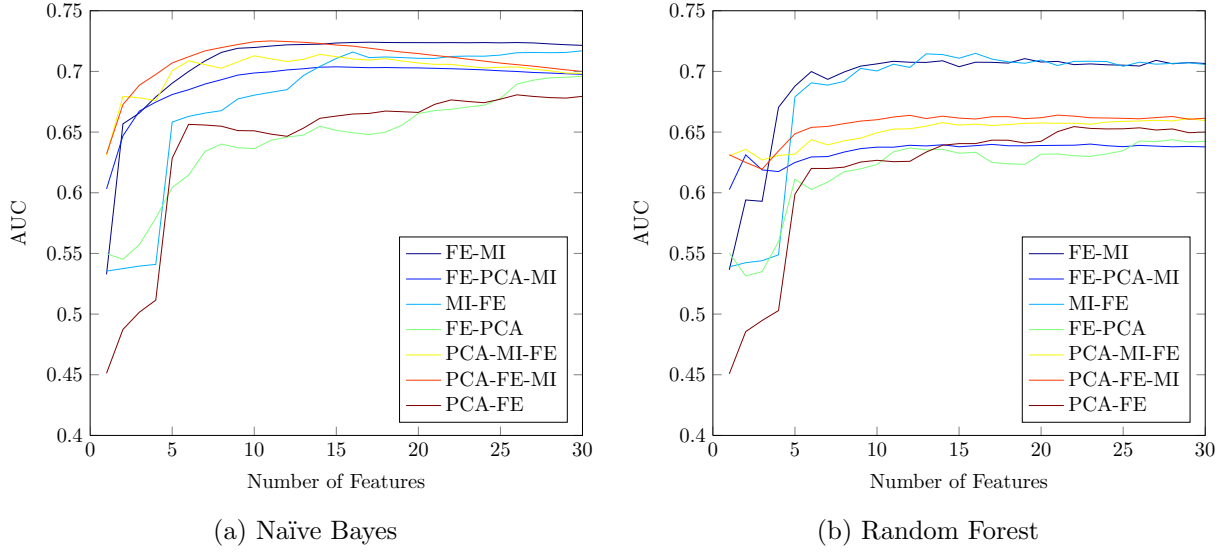 0.75
0.7
0.65
0.6
0.55
0.5
0.45
0.4
AUC
0 5 10 15 20 25 30
Number of Features
FE-MI
FE-PCA-MI
MI-FE
FE-PCA
PCA-MI-FE
PCA-FE-MI
PCA-FE
(a) Naïve Bayes
0.75
0.7
0.65
0.6
0.55
0.5
0.45
0.4
AUC
0 5 10 15 20 25 30
Number of Features
FE-MI
FE-PCA-MI
MI-FE
FE-PCA
PCA-MI-FE
PCA-FE-MI
PCA-FE
(b) Random Forest